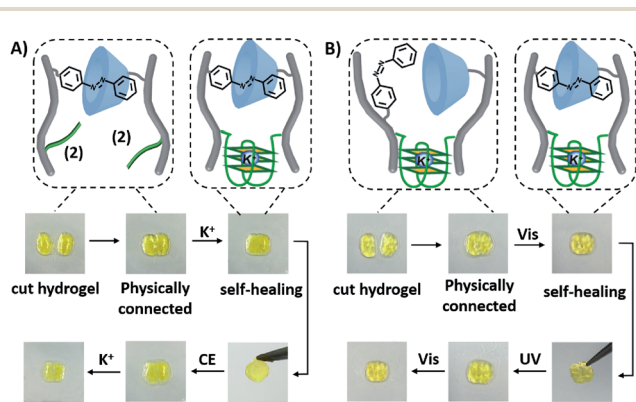 A)
B)
N=N
N=N
N=N
N=N
(2)
(2)
K⁺
K⁺
K⁺
K⁺
Vis
cut hydrogel
Physically
connected
self-healing
cut hydrogel
Physically
connected
self-healing
K⁺
CE
Vis
UV